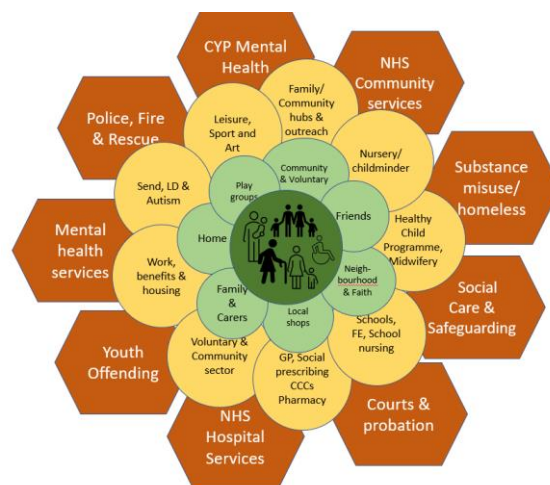 CYP Mental
Health
NHS
Community
services
Police, Fire
& Rescue
Substance
misuse/
homeless
Mental
health
services
Social
Care &
Safeguarding
Youth
Offending
Courts &
probation
NHS
Hospital
Services
Family/
Community
hubs &
outreach
Leisure,
Sport and
Art
Nursery/
childminder
Send, LD &
Autism
Healthy
Child
Programme,
Midwifery
Work,
benefits &
housing
Schools,
FE, School
nursing
Voluntary &
Community
sector
GP, Social
prescribing
CCCs
Pharmacy
Community
& Voluntary
Play
groups
Friends
Home
Neigh-
bourhood
& Faith
Family
& Carers
Local
shops